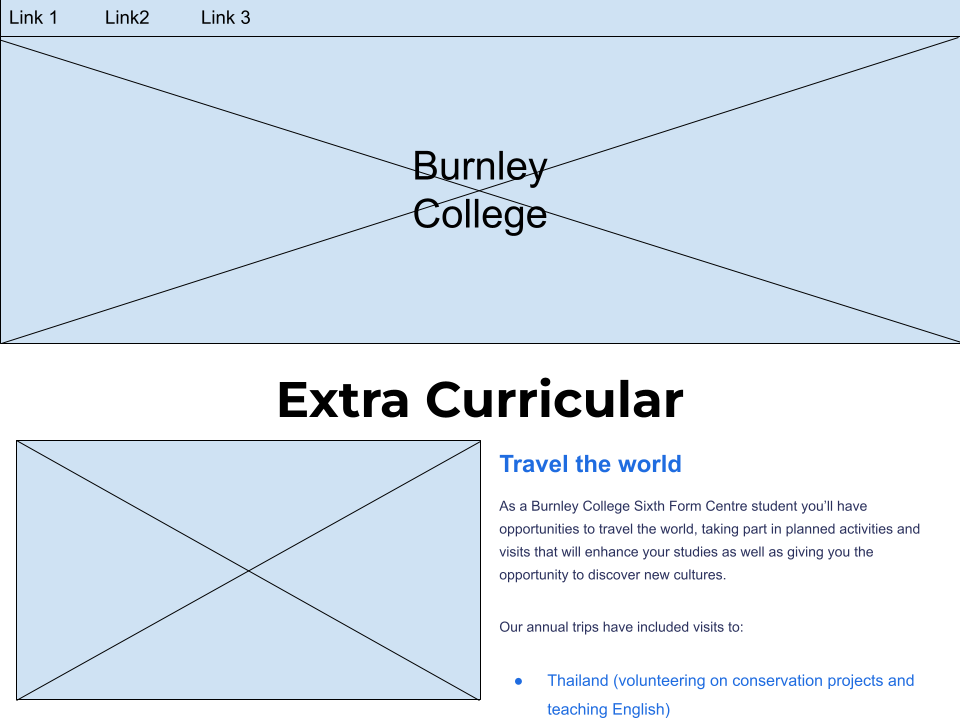 Link 1 Link2 Link 3
Burnley
College
Extra Curricular
Travel the world
As a Burnley College Sixth Form Centre student you’ll have
opportunities to travel the world, taking part in planned activities and
visits that will enhance your studies as well as giving you the
opportunity to discover new cultures.
Our annual trips have included visits to:
● Thailand (volunteering on conservation projects and
teaching English)